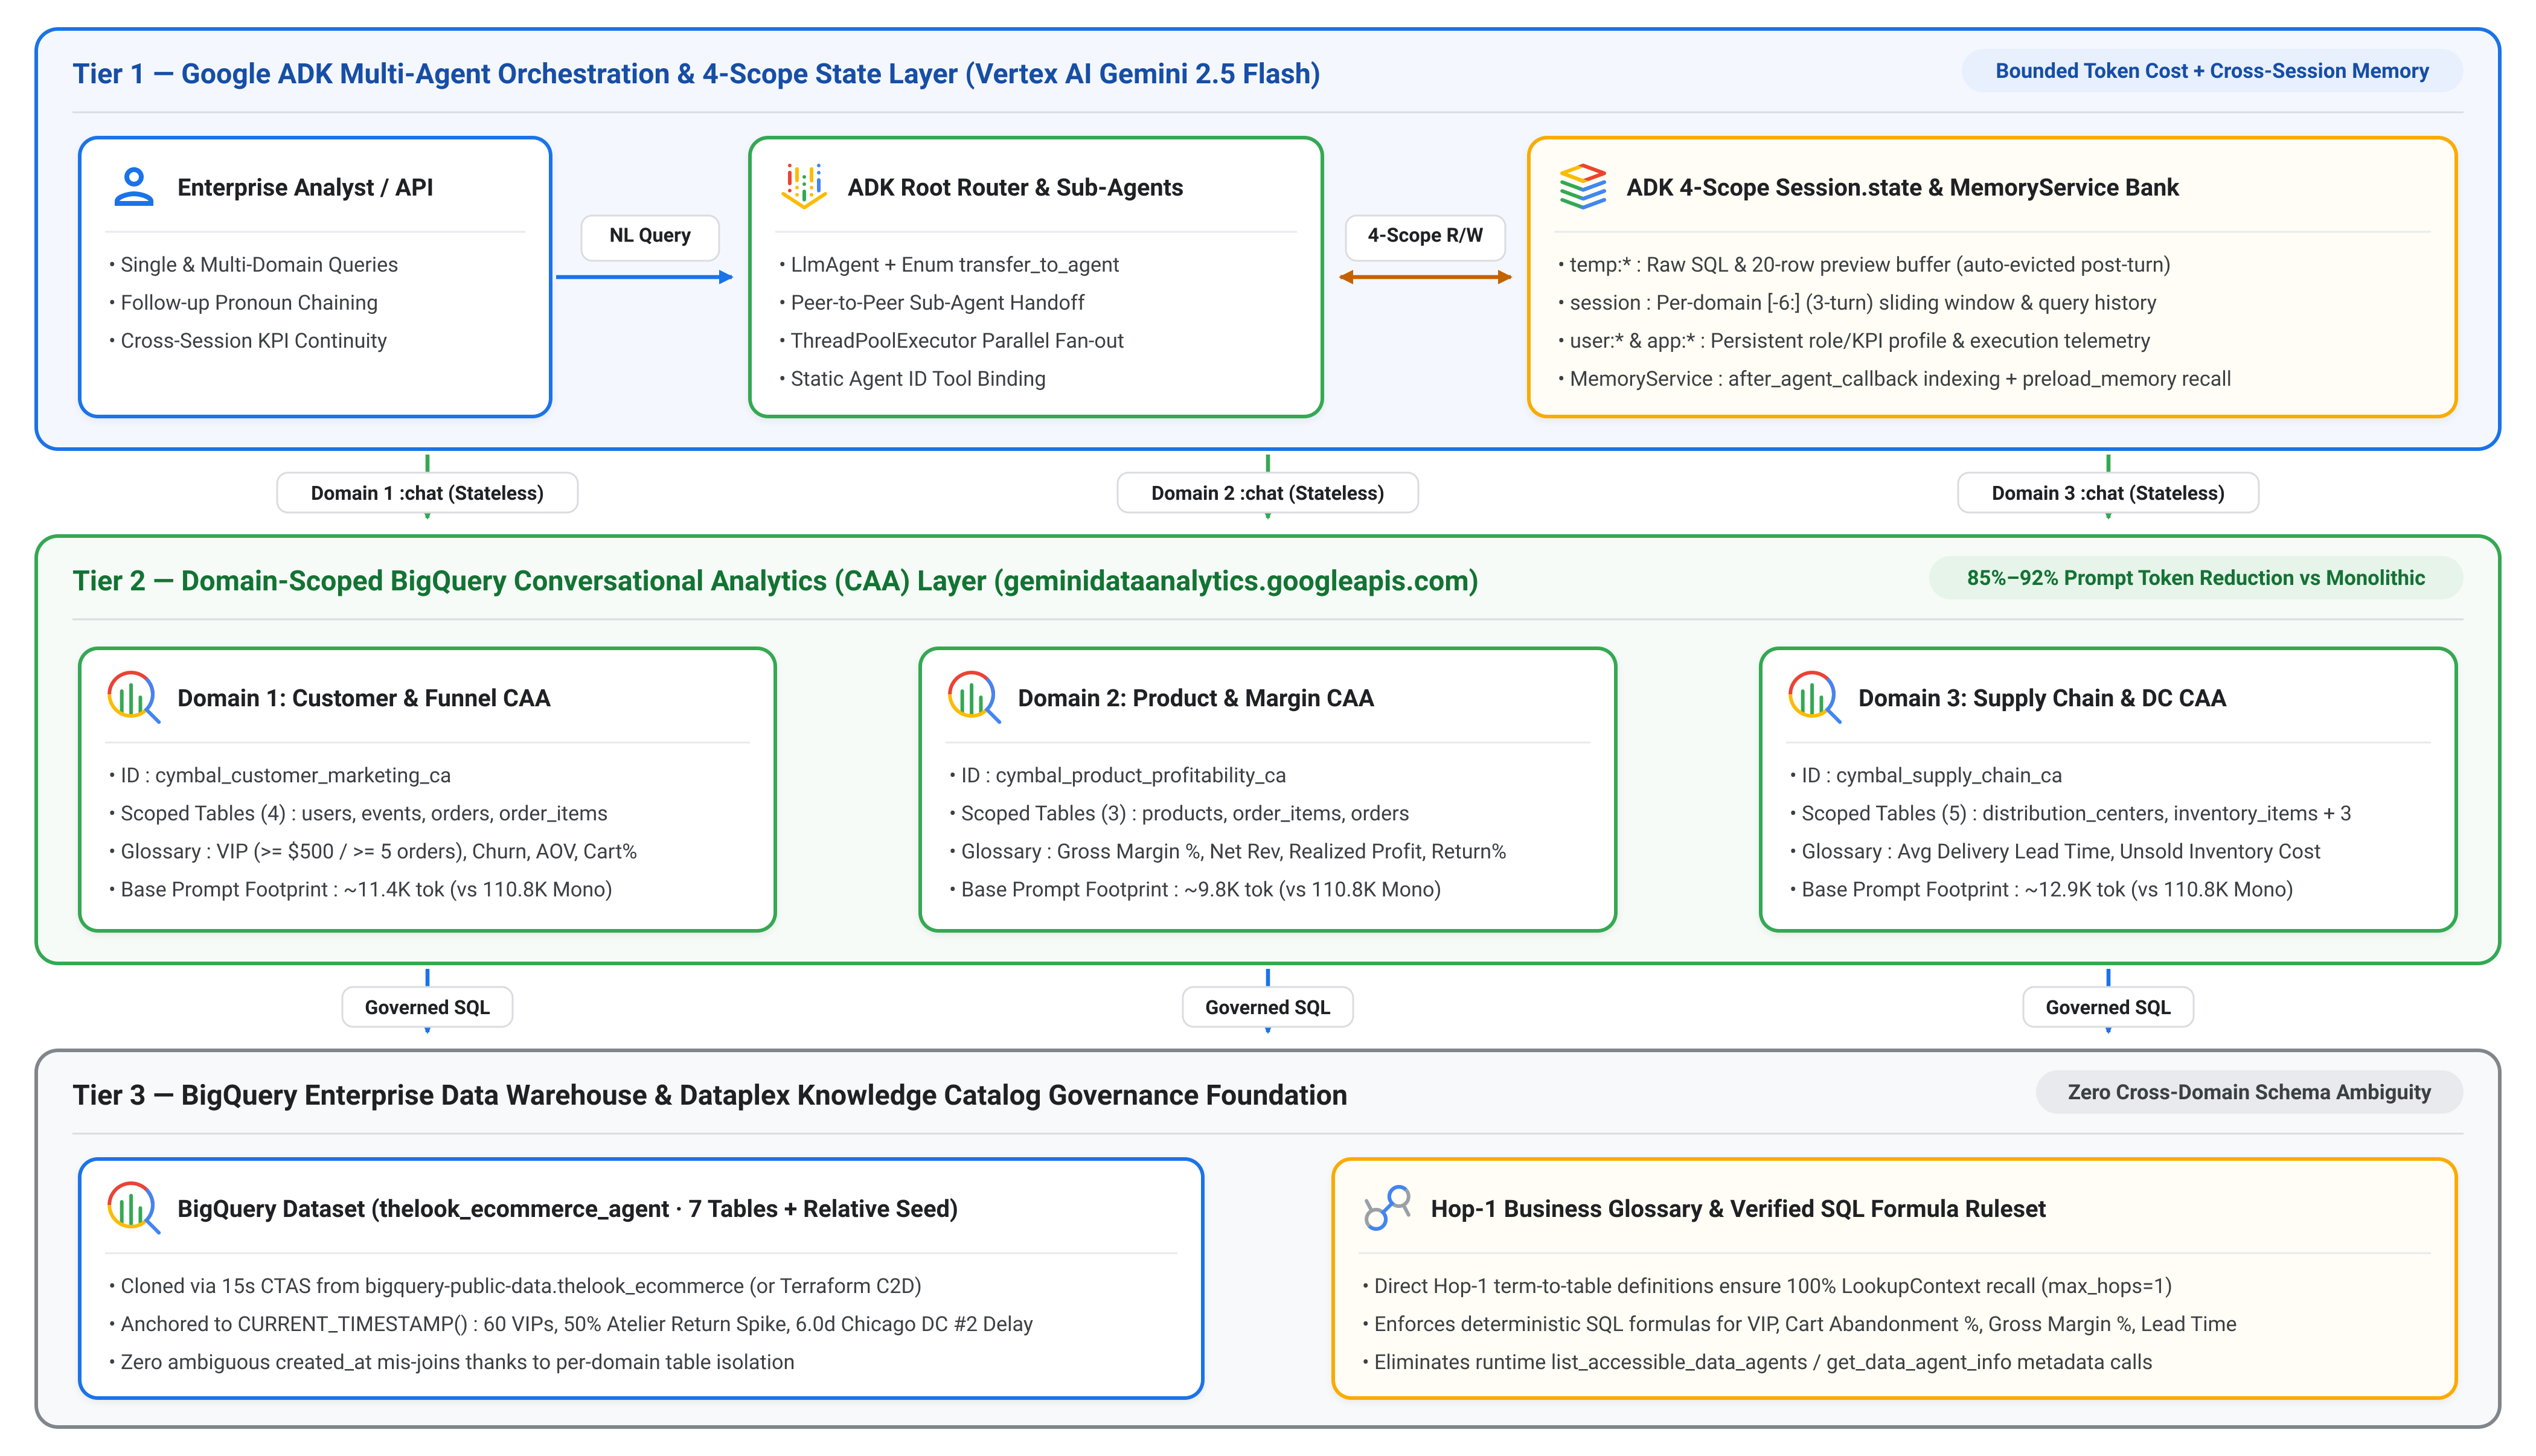 Tier 1 — Google ADK Multi-Agent Orchestration & 4-Scope State Layer (Vertex AI Gemini 2.5 Flash)
Bounded Token Cost + Cross-Session Memory
Enterprise Analyst / API
• Single & Multi-Domain Queries
• Follow-up Pronoun Chaining
• Cross-Session KPI Continuity
NL Query
ADK Root Router & Sub-Agents
• LlmAgent + Enum transfer_to_agent
• Peer-to-Peer Sub-Agent Handoff
• ThreadPoolExecutor Parallel Fan-out
• Static Agent ID Tool Binding
4-Scope R/W
ADK 4-Scope Session.state & MemoryService Bank
• temp:* : Raw SQL & 20-row preview buffer (auto-evicted post-turn)
• session : Per-domain [-6:] (3-turn) sliding window & query history
• user:* & app:* : Persistent role/KPI profile & execution telemetry
• MemoryService : after_agent_callback indexing + preload_memory recall
Domain 1 :chat (Stateless)
Domain 2 :chat (Stateless)
Domain 3 :chat (Stateless)
Tier 2 — Domain-Scoped BigQuery Conversational Analytics (CAA) Layer (geminidataanalytics.googleapis.com)
85%–92% Prompt Token Reduction vs Monolithic
Domain 1: Customer & Funnel CAA
• ID : cymbal_customer_marketing_ca
• Scoped Tables (4) : users, events, orders, order_items
• Glossary : VIP (>= $500 / >= 5 orders), Churn, AOV, Cart%
• Base Prompt Footprint : ~11.4K tok (vs 110.8K Mono)
Domain 2: Product & Margin CAA
• ID : cymbal_product_profitability_ca
• Scoped Tables (3) : products, order_items, orders
• Glossary : Gross Margin %, Net Rev, Realized Profit, Return%
• Base Prompt Footprint : ~9.8K tok (vs 110.8K Mono)
Domain 3: Supply Chain & DC CAA
• ID : cymbal_supply_chain_ca
• Scoped Tables (5) : distribution_centers, inventory_items + 3
• Glossary : Avg Delivery Lead Time, Unsold Inventory Cost
• Base Prompt Footprint : ~12.9K tok (vs 110.8K Mono)
Governed SQL
Governed SQL
Governed SQL
Tier 3 — BigQuery Enterprise Data Warehouse & Dataplex Knowledge Catalog Governance Foundation
Zero Cross-Domain Schema Ambiguity
BigQuery Dataset (thelook_ecommerce_agent · 7 Tables + Relative Seed)
• Cloned via 15s CTAS from bigquery-public-data.thelook_ecommerce (or Terraform C2D)
• Anchored to CURRENT_TIMESTAMP() : 60 VIPs, 50% Atelier Return Spike, 6.0d Chicago DC #2 Delay
• Zero ambiguous created_at mis-joins thanks to per-domain table isolation
Hop-1 Business Glossary & Verified SQL Formula Ruleset
• Direct Hop-1 term-to-table definitions ensure 100% LookupContext recall (max_hops=1)
• Enforces deterministic SQL formulas for VIP, Cart Abandonment %, Gross Margin %, Lead Time
• Eliminates runtime list_accessible_data_agents / get_data_agent_info metadata calls